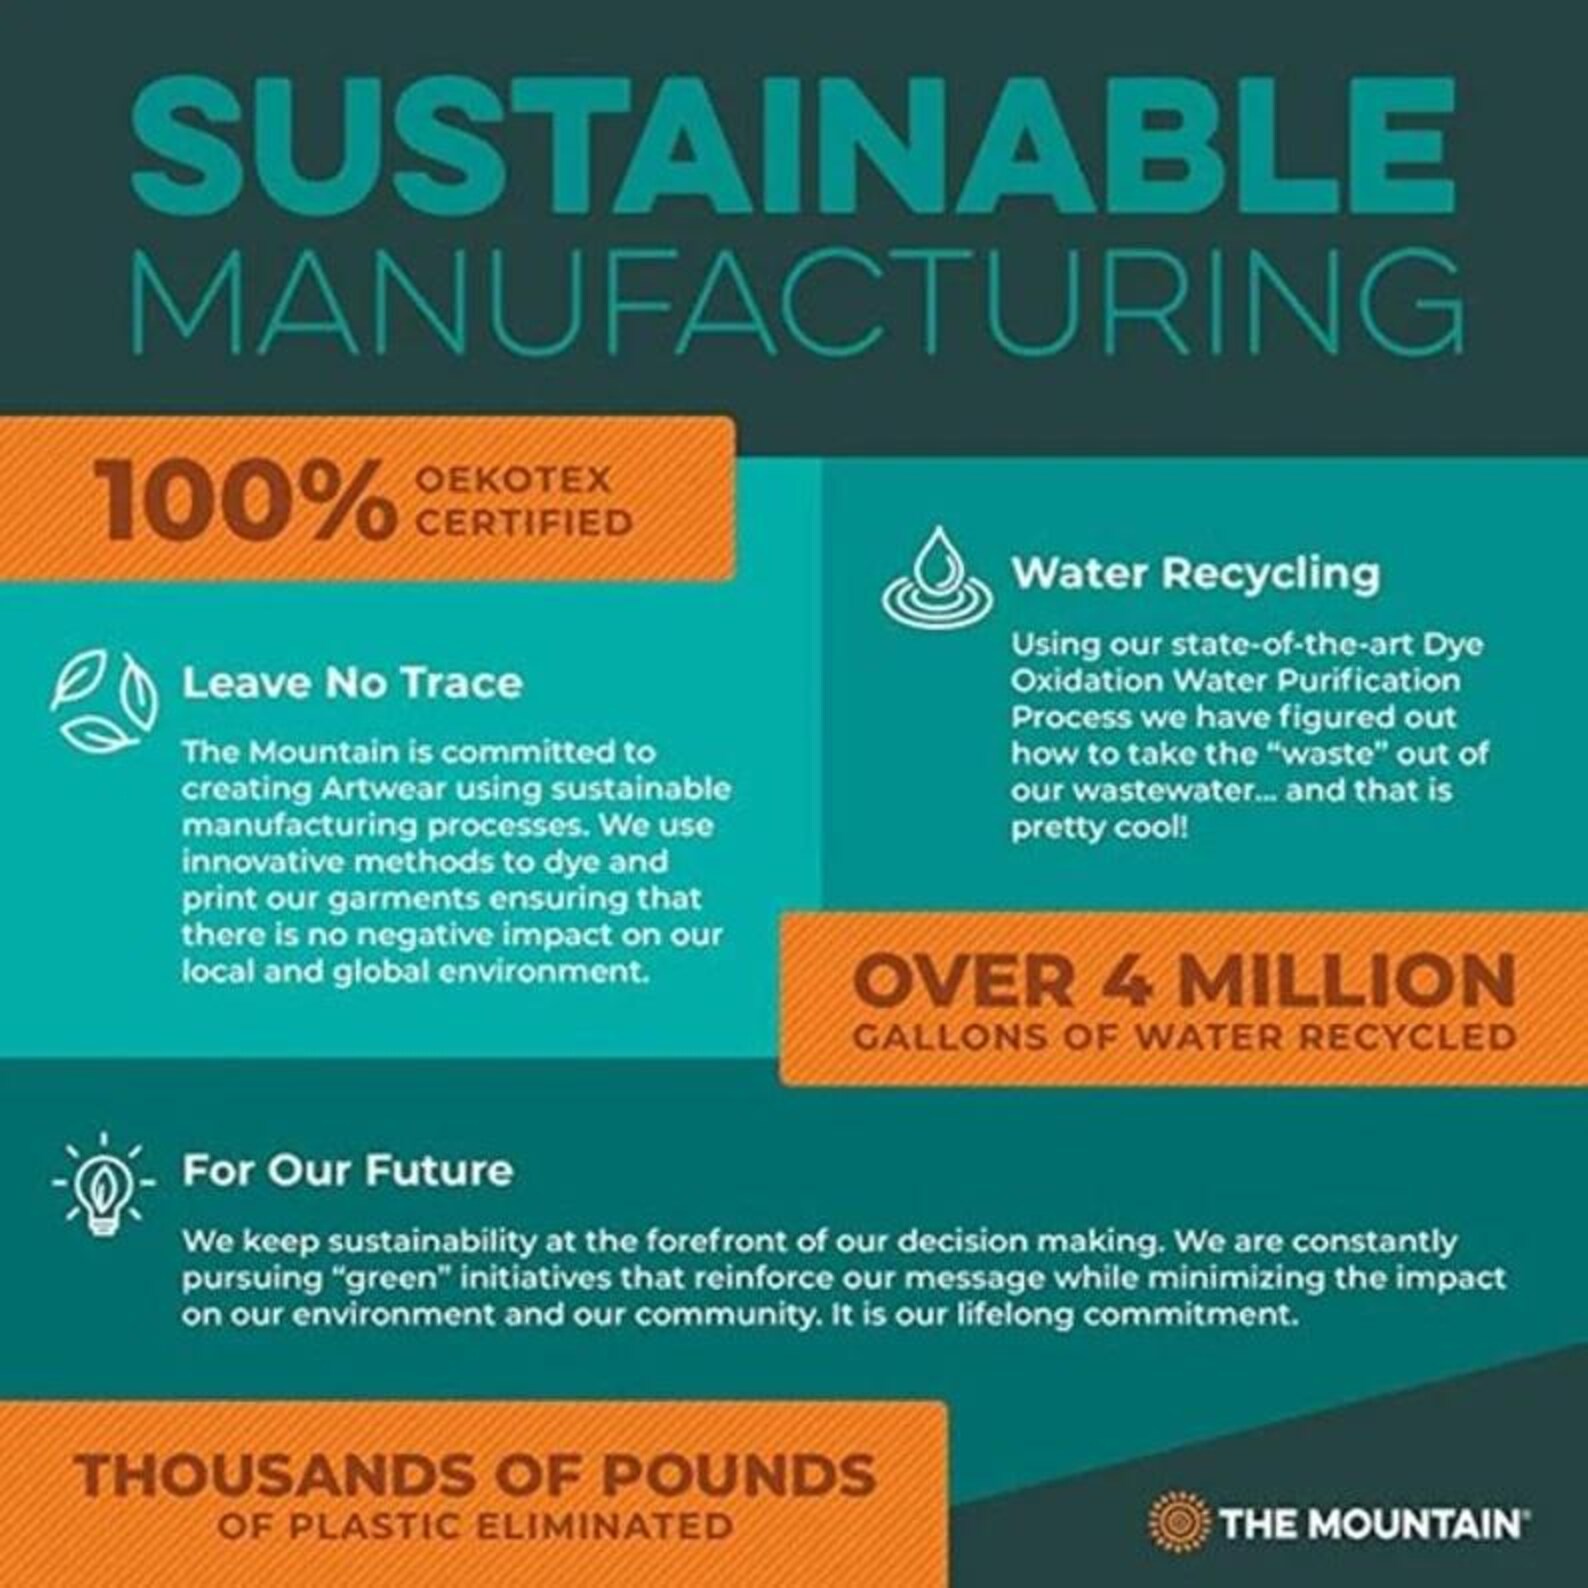 SUSTAINABLE
MANUFACTURING
100% OEKOTEX
CERTIFIED
Leave No Trace
The Mountain is committed to
creating Artwear using sustainable
manufacturing processes. We use
innovative methods to dye and
print our garments ensuring that
there is no negative impact on our
local and global environment.
Water Recycling
Using our state-of-the-art Dye
Oxidation Water Purification
Process we have figured out
how to take the “waste” out of
our wastewater... and that is
pretty cool!
OVER 4 MILLION
GALLONS OF WATER RECYCLED
For Our Future
We keep sustainability at the forefront of our decision making. We are constantly
pursuing “green” initiatives that reinforce our message while minimizing the impact
on our environment and our community. It is our lifelong commitment.
THOUSANDS OF POUNDS
OF PLASTIC ELIMINATED
THE MOUNTAIN®